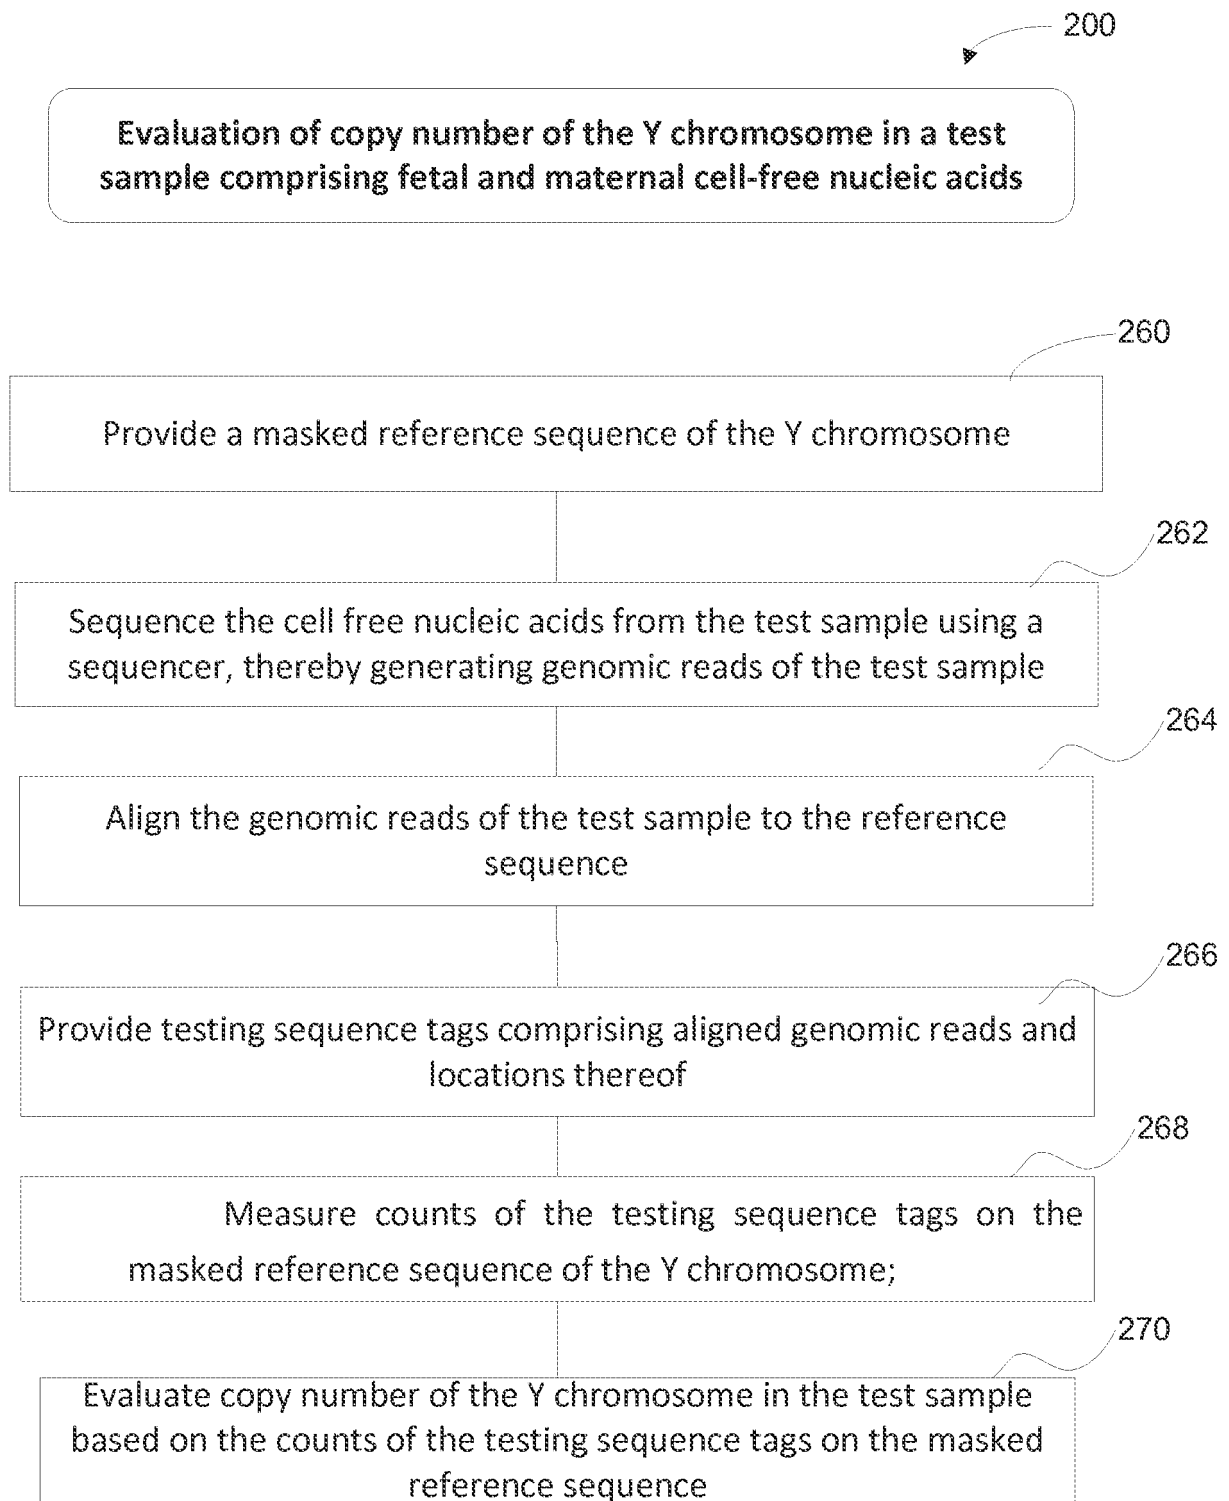 200
Evaluation of copy number of the Y chromosome in a test
sample comprising fetal and maternal cell-free nucleic acids
260
Provide a masked reference sequence of the Y chromosome
262
Sequence the cell free nucleic acids from the test sample using a
sequencer, thereby generating genomic reads of the test sample
264
Align the genomic reads of the test sample to the reference
sequence
266
Provide testing sequence tags comprising aligned genomic reads and
locations thereof
268
Measure counts of the testing sequence tags on the
masked reference sequence of the Y chromosome;
270
Evaluate copy number of the Y chromosome in the test sample
based on the counts of the testing sequence tags on the masked
reference sequence